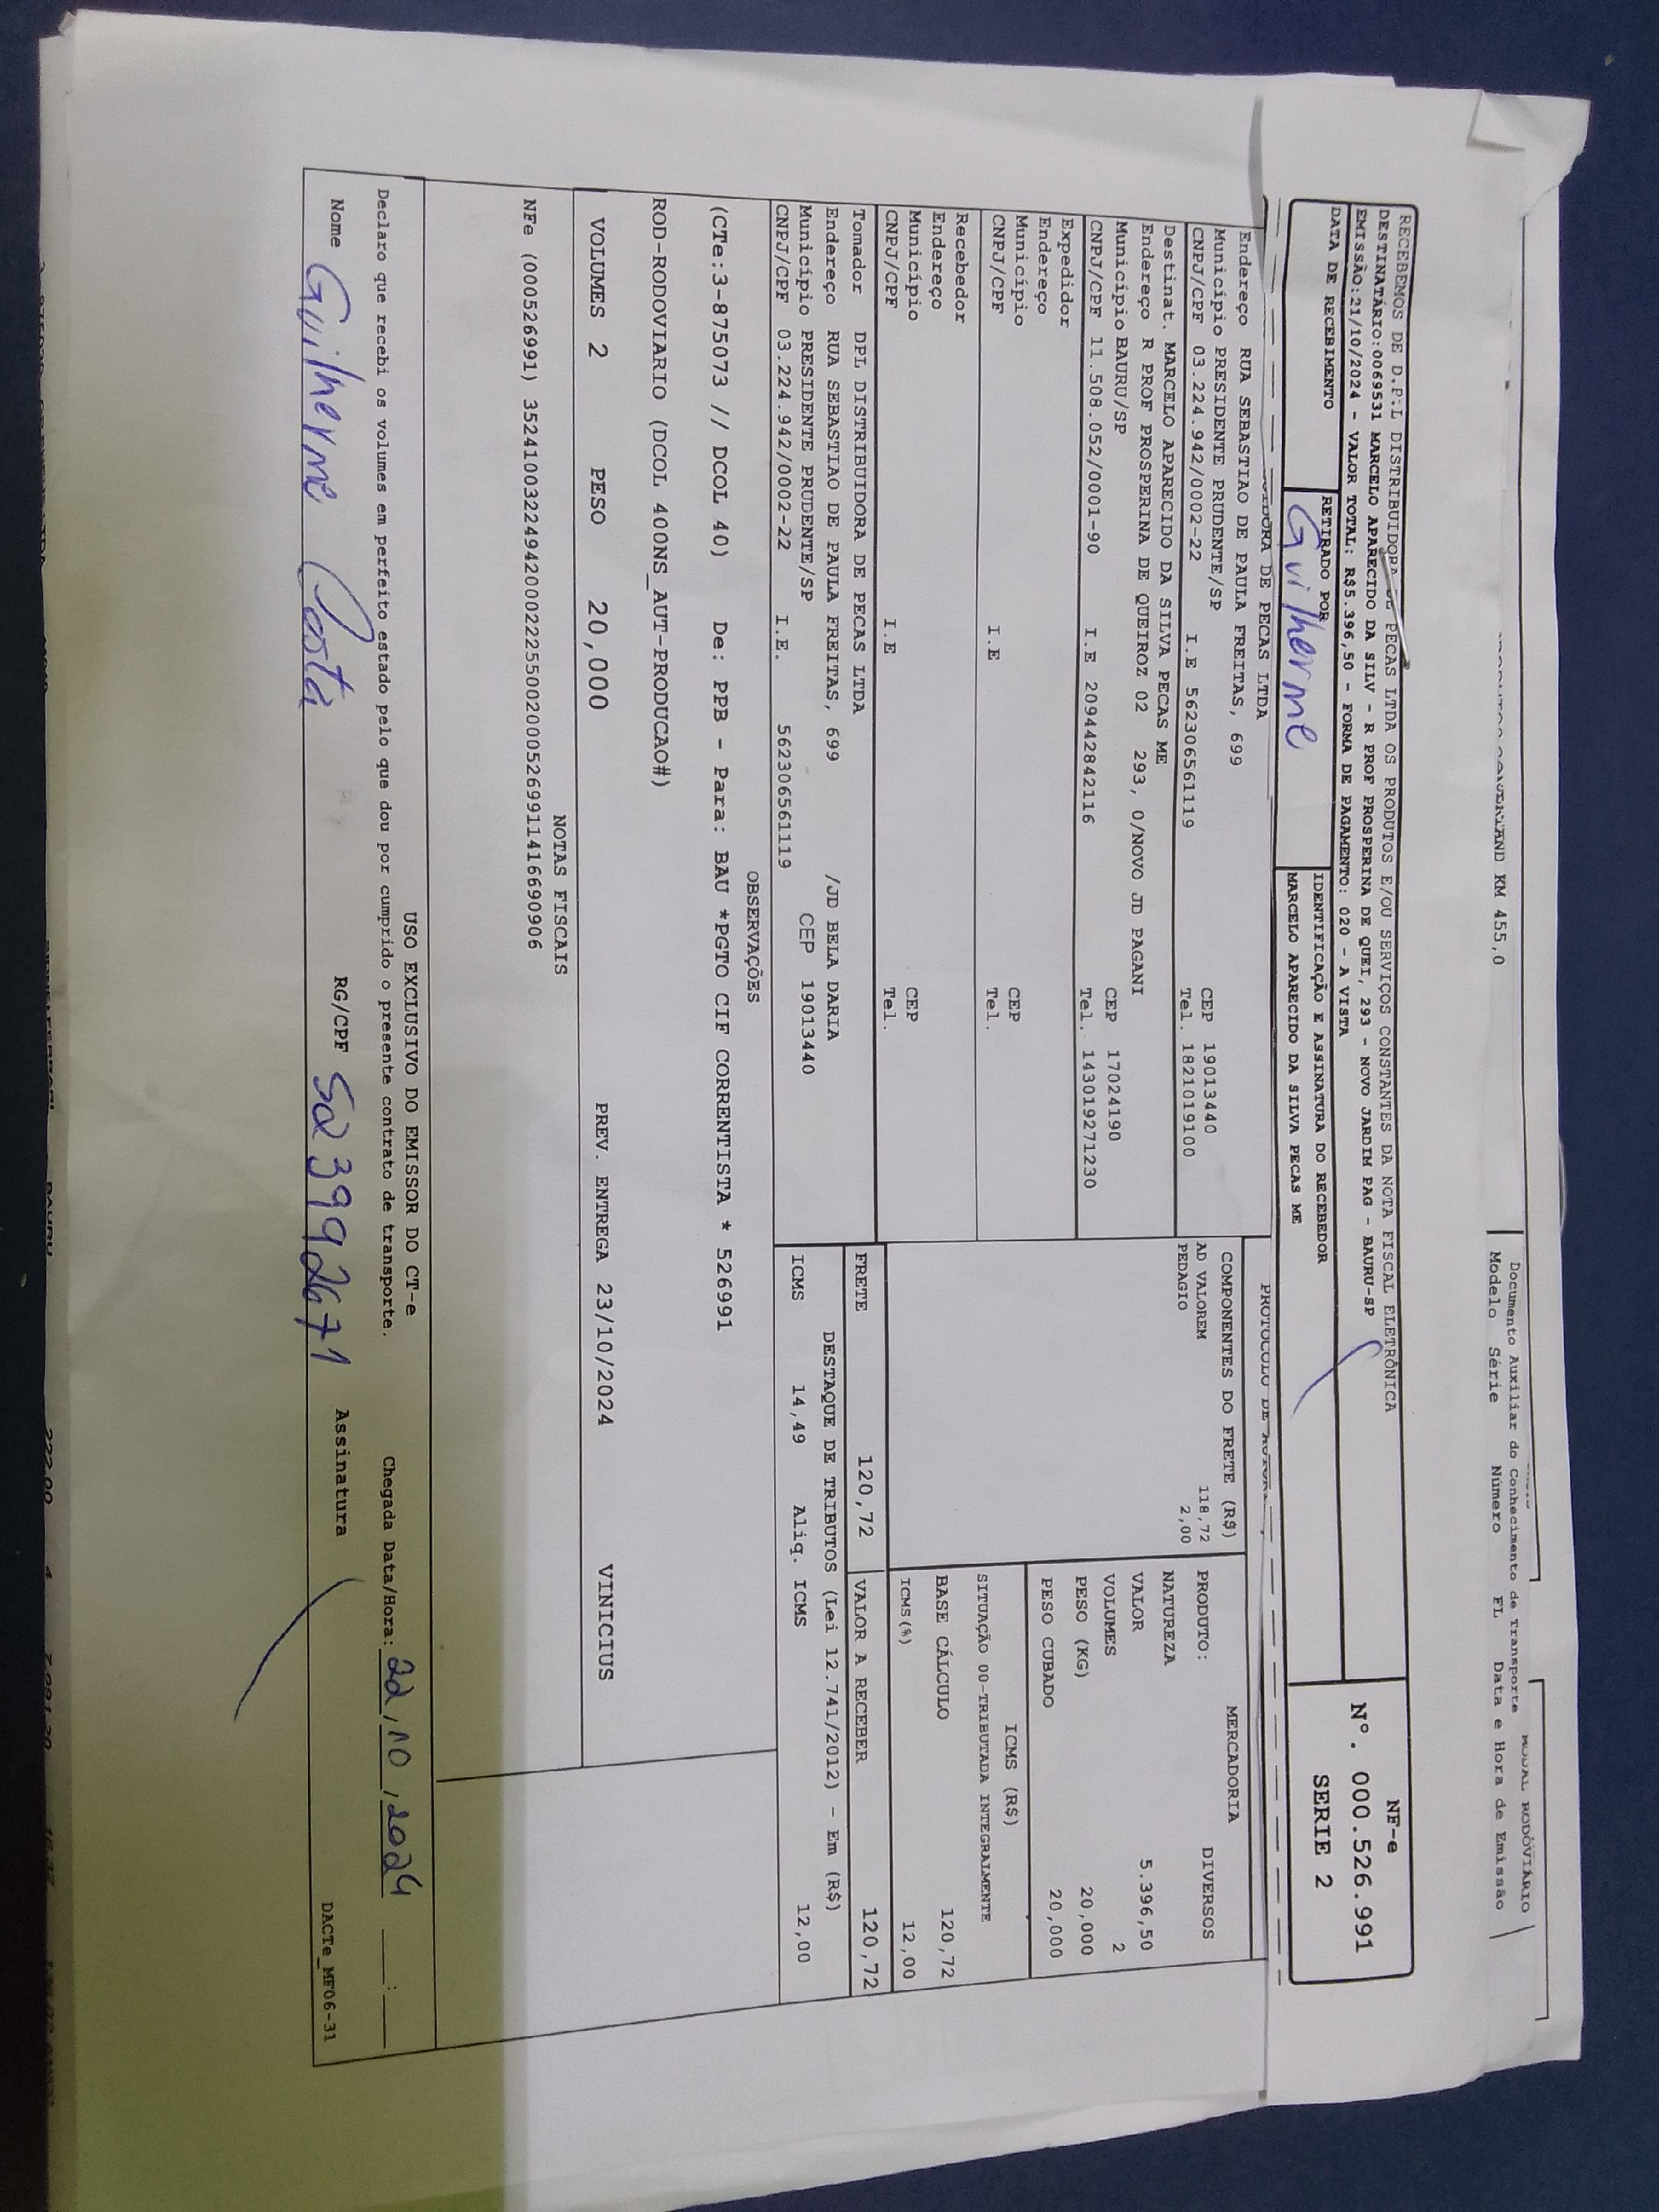 KM 455,0
Documento Auxiliar do Conhecimento de Transporte
MODAL RODOVIÁRIO
Modelo Série Número FL Data e Hora de Emissão
RECEBEMOS DE D.P.L DISTRIBUIDORA DE PECAS LTDA OS PRODUTOS E/OU SERVIÇOS CONSTANTES DA NOTA FISCAL ELETRÔNICA
DESTINATÁRIO:0069531 MARCELO APARECIDO DA SILV - R PROF PROSPERINA DE QUEI, 293 - NOVO JARDIM PAG - BAURU-SP
EMISSÃO:21/10/2024 - VALOR TOTAL: R$5.396,50 - FORMA DE PAGAMENTO: 020 - A VISTA
NF-e
Nº. 000.526.991
SERIE 2
DATA DE RECEBIMENTO
RETIRADO POR
Guilherme
IDENTIFICAÇÃO E ASSINATURA DO RECEBEDOR
MARCELO APARECIDO DA SILVA PECAS ME
DE PECAS LTDA
PROTOCOLO DE
Endereço RUA SEBASTIAO DE PAULA FREITAS, 699
Município PRESIDENTE PRUDENTE/SP CEP 19013440
CNPJ/CPF 03.224.942/0002-22 I.E 562306561119 Tel. 1821019100
Destinat. MARCELO APARECIDO DA SILVA PECAS ME
Endereço R PROF PROSPERINA DE QUEIROZ 02 293, 0/NOVO JD PAGANI
Município BAURU/SP CEP 17024190
CNPJ/CPF 11.508.052/0001-90 I.E 209442842116 Tel. 143019271230
Expedidor
Endereço
Município CEP
CNPJ/CPF I.E Tel.
Recebedor
Endereço
Município CEP
CNPJ/CPF I.E Tel.
Tomador DPL DISTRIBUIDORA DE PECAS LTDA
Endereço RUA SEBASTIAO DE PAULA FREITAS, 699 /JD BELA DARIA
Município PRESIDENTE PRUDENTE/SP CEP 19013440
CNPJ/CPF 03.224.942/0002-22 I.E. 562306561119
COMPONENTES DO FRETE (R$)
AD VALOREM 118,72
PEDAGIO 2,00
MERCADORIA
PRODUTO: DIVERSOS
NATUREZA
VALOR 5.396,50
VOLUMES 2
PESO (KG) 20,000
PESO CUBADO 20,000
ICMS (R$)
SITUAÇÃO 00-TRIBUTADA INTEGRALMENTE
BASE CÁLCULO 120,72
ICMS(%) 12,00
FRETE 120,72 VALOR A RECEBER 120,72
DESTAQUE DE TRIBUTOS (Lei 12.741/2012) - Em (R$)
ICMS 14,49 Aliq. ICMS 12,00
OBSERVAÇÕES
(CTe:3-875073 // DCOL 40) De: PPB - Para: BAU *PGTO CIF CORRENTISTA * 526991
ROD-RODOVIARIO (DCOL 400NS_AUT-PRODUCAO#)
VOLUMES 2 PESO 20,000 PREV. ENTREGA 23/10/2024 VINICIUS
NOTAS FISCAIS
NFe (000526991) 35241003224942000222550020005269911416690906
USO EXCLUSIVO DO EMISSOR DO CT-e
Declaro que recebi os volumes em perfeito estado pelo que dou por cumprido o presente contrato de transporte. Chegada Data/Hora: 22/10/2024 __:__
Nome Guilherme Costa RG/CPF 523992671 Assinatura
DACTe_MF06-31